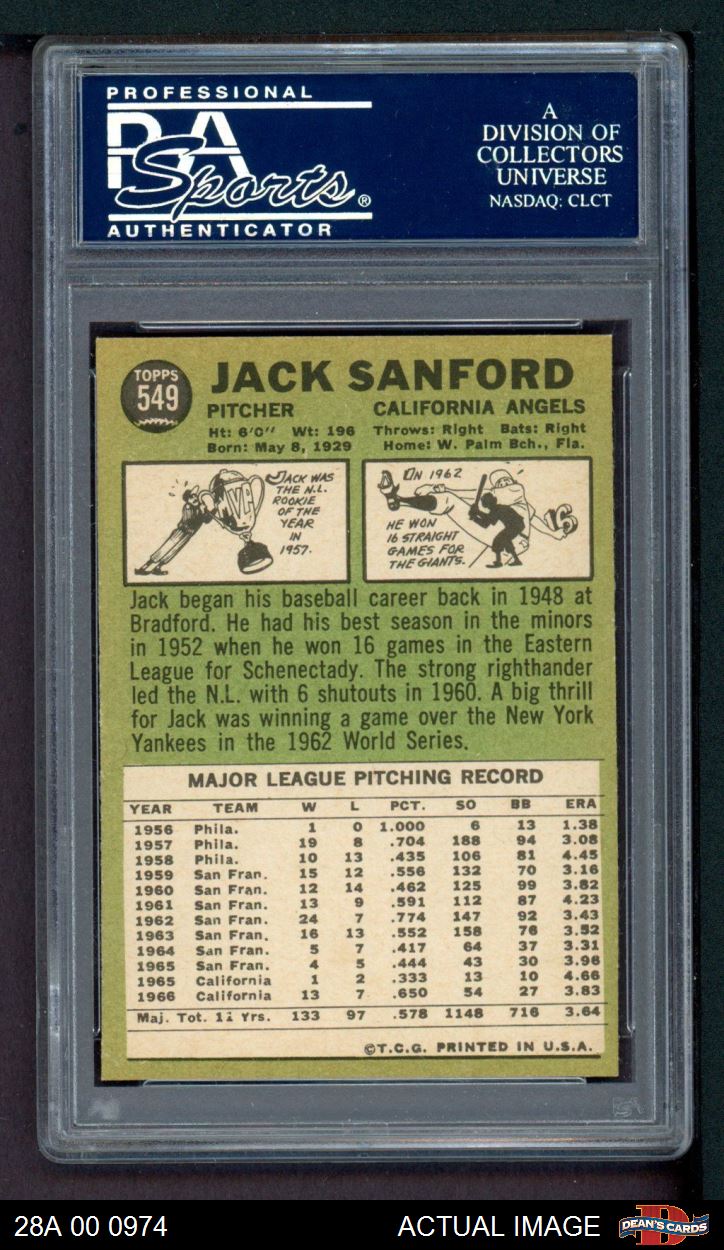 PROFESSIONAL
PSA
Sports®
AUTHENTICATOR
A
DIVISION OF
COLLECTORS
UNIVERSE
NASDAQ: CLCT
TOPPS
549
JACK SANFORD
PITCHER CALIFORNIA ANGELS
Ht: 6'0" Wt: 196 Throws: Right Bats: Right
Born: May 8, 1929 Home: W. Palm Bch., Fla.
MVP
JACK WAS
THE N.L.
ROOKIE
OF THE
YEAR
IN
1957.
IN 1962
HE WON
16 STRAIGHT
GAMES FOR
THE GIANTS.
16
Jack began his baseball career back in 1948 at
Bradford. He had his best season in the minors
in 1952 when he won 16 games in the Eastern
League for Schenectady. The strong righthander
led the N.L. with 6 shutouts in 1960. A big thrill
for Jack was winning a game over the New York
Yankees in the 1962 World Series.
MAJOR LEAGUE PITCHING RECORD
YEAR TEAM W L PCT. SO BB ERA
1956 Phila. 1 0 1.000 6 13 1.38
1957 Phila. 19 8 .704 188 94 3.08
1958 Phila. 10 13 .435 106 81 4.45
1959 San Fran. 15 12 .556 132 70 3.16
1960 San Fran. 12 14 .462 125 99 3.82
1961 San Fran. 13 9 .591 112 87 4.23
1962 San Fran. 24 7 .774 147 92 3.43
1963 San Fran. 16 13 .552 158 76 3.52
1964 San Fran. 5 7 .417 64 37 3.31
1965 San Fran. 4 5 .444 43 30 3.96
1965 California 1 2 .333 13 10 4.66
1966 California 13 7 .650 54 27 3.83
Maj. Tot. 11 Yrs. 133 97 .578 1148 716 3.64
©T.C.G. PRINTED IN U.S.A.
28A 00 0974 ACTUAL IMAGE
DEAN'S CARDS